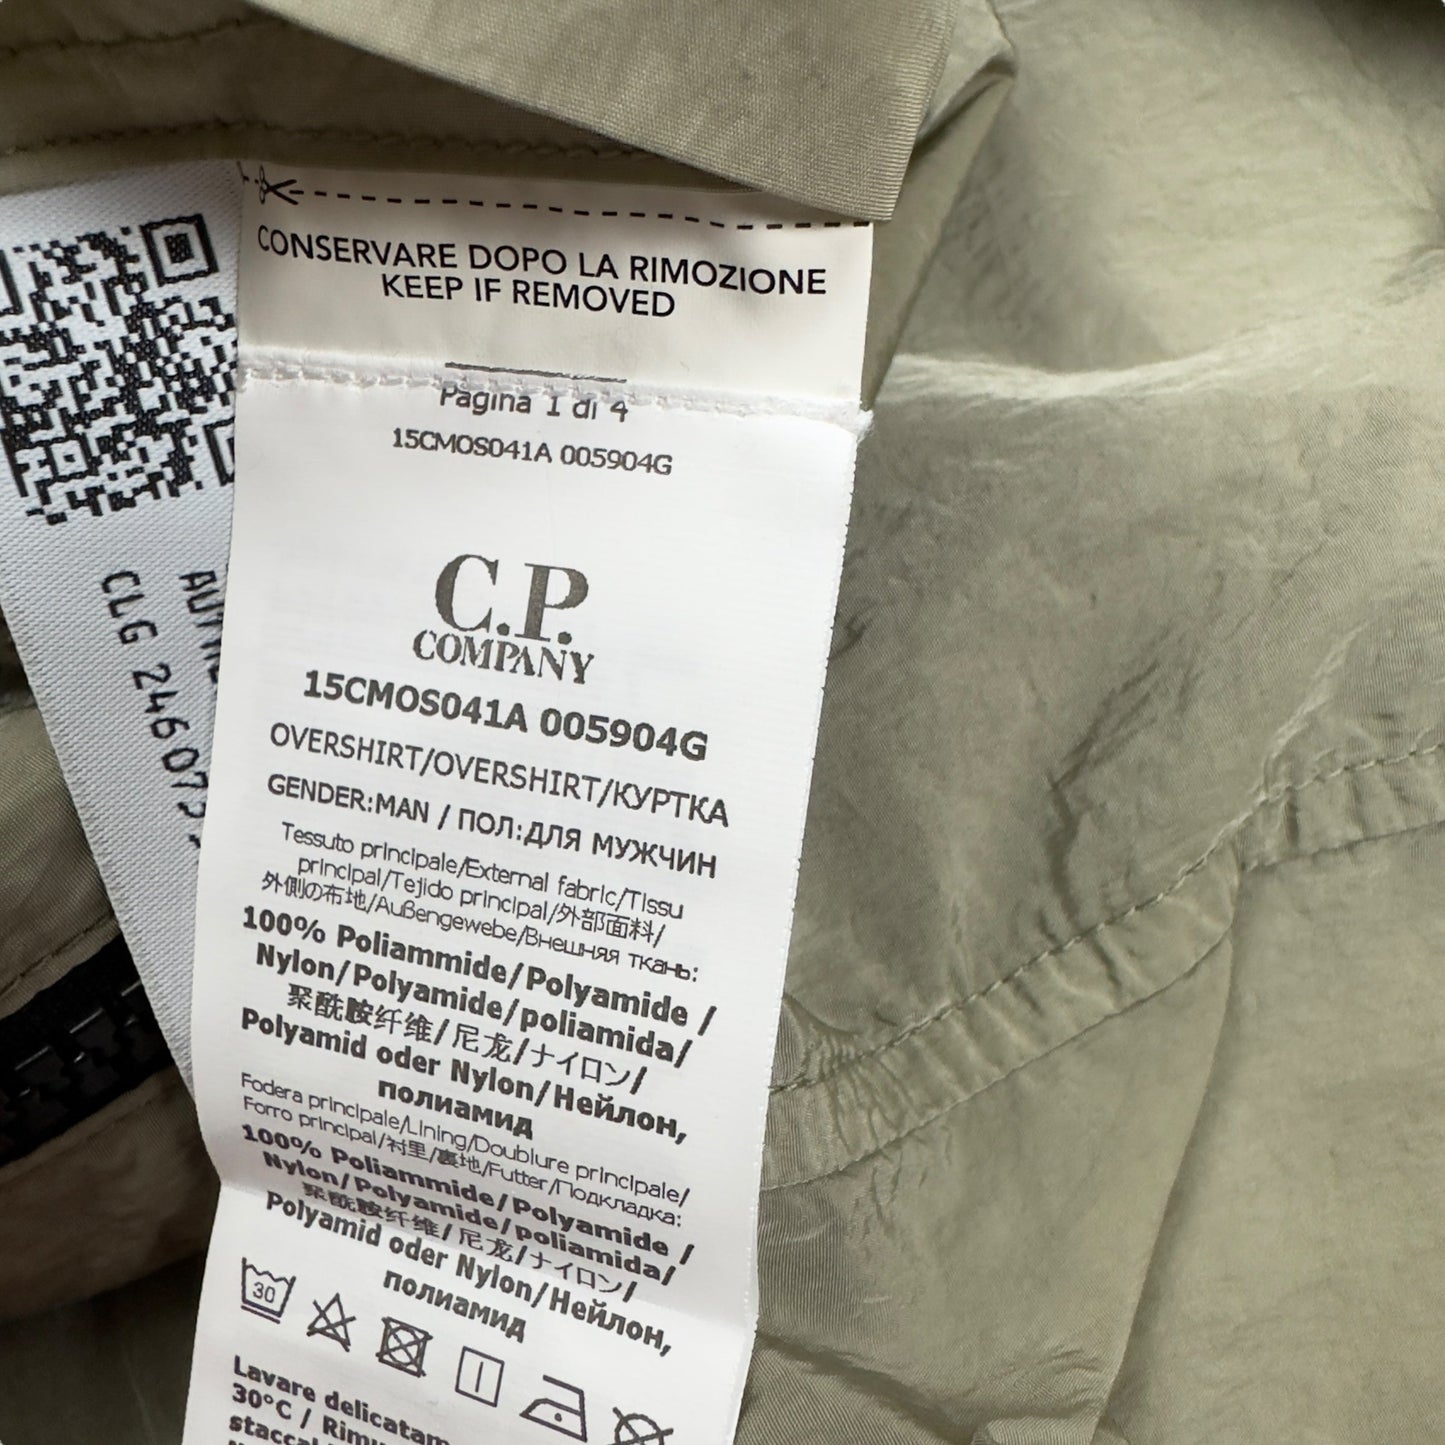 CONSERVARE DOPO LA RIMOZIONE
KEEP IF REMOVED
Pagina 1 di 4
15CMOS041A 005904G
C.P.
COMPANY
15CMOS041A 005904G
OVERSHIRT/OVERSHIRT/КУРТКА
GENDER:MAN / ПОЛ:ДЛЯ МУЖЧИН
Tessuto principale/External fabric/Tissu
principal/Tejido principal/外部面料/
外側の布地/Außengewebe/Внешняя ткань:
100% Poliammide/Polyamide /
Nylon/Polyamide/poliamida/
聚酰胺纤维/尼龙/ナイロン/
Polyamid oder Nylon/Нейлон,
полиамид
Fodera principale/Lining/Doublure principale/
Forro principal/衬里/裏地/Futter/Подкладка:
100% Poliammide/Polyamide /
Nylon/Polyamide/poliamida/
聚酰胺纤维/尼龙/ナイロン/
Polyamid oder Nylon/Нейлон,
полиамид
30
Lavare delicatam
30°C / Rimu
CLG 246 07